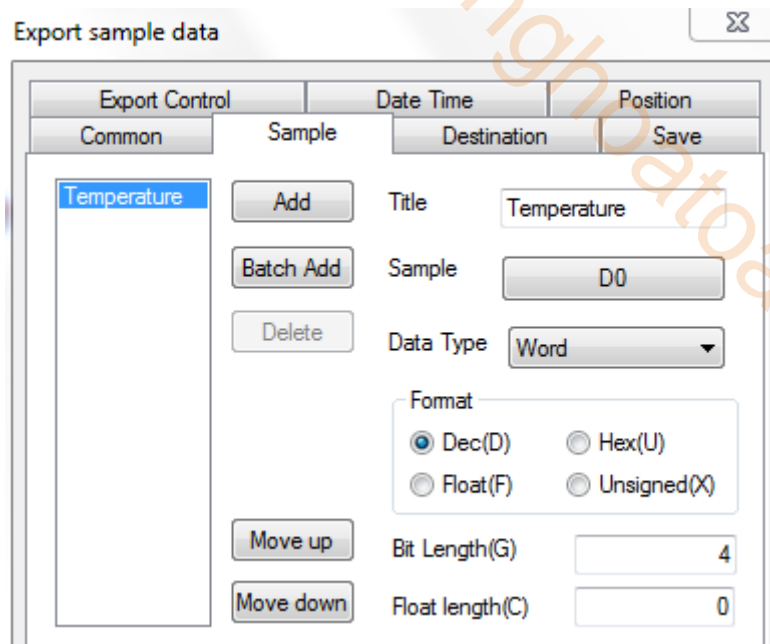 Export sample data
Export Control Date Time Position
Common Sample Destination Save
Temperature
Add
Batch Add
Delete
Move up
Move down
Title Temperature
Sample D0
Data Type Word
Format
Dec(D) Hex(U)
Float(F) Unsigned(X)
Bit Length(G) 4
Float length(C) 0